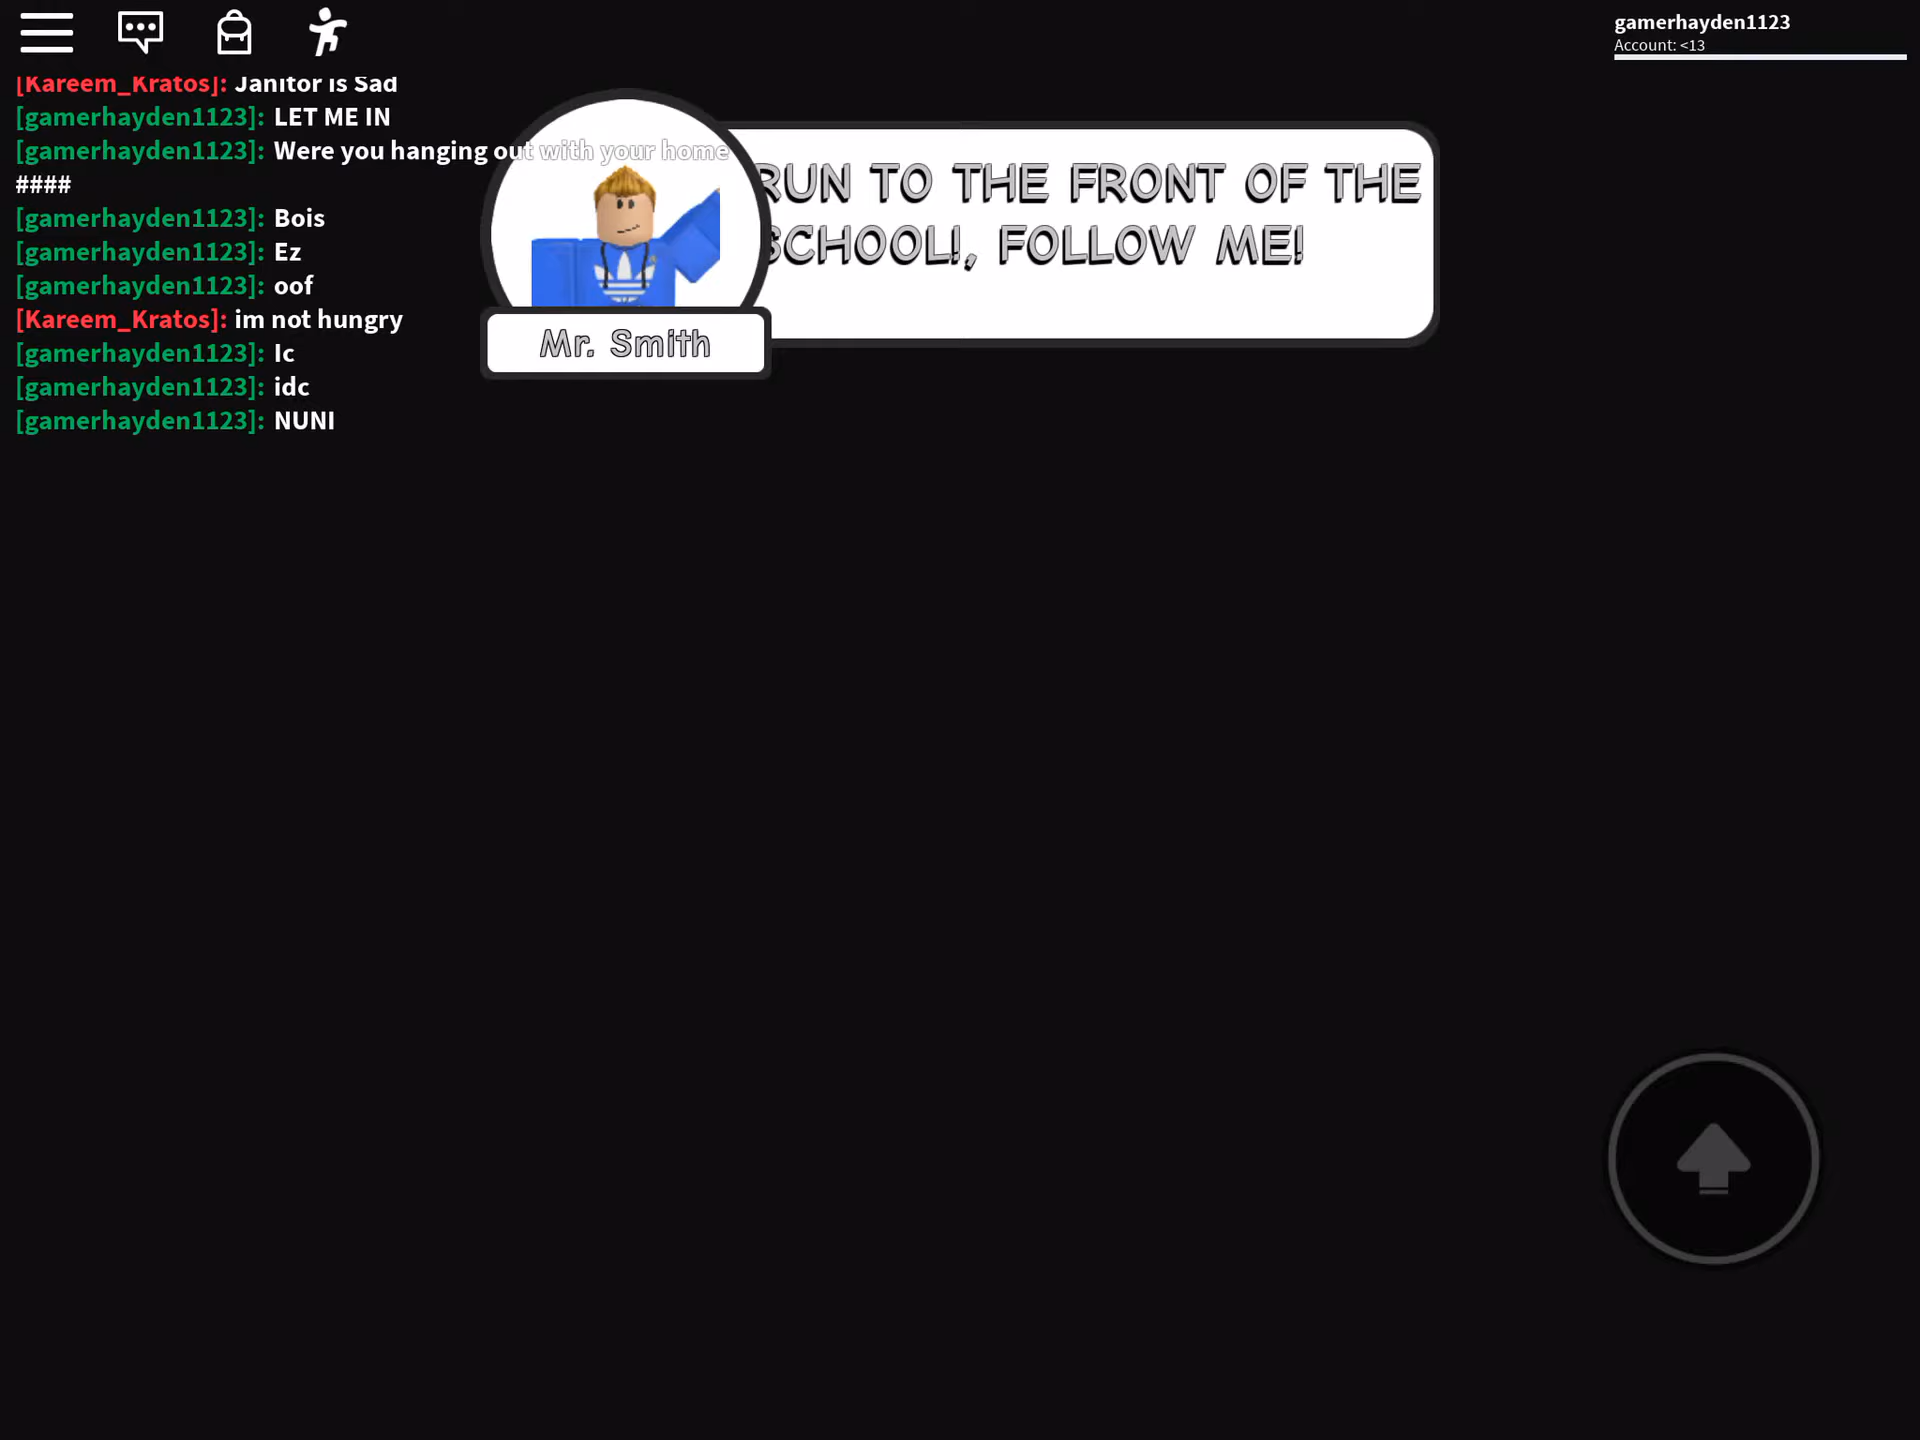 gamerhayden1123
Account: <13
[Kareem_Kratos]: Janitor is Sad
[gamerhayden1123]: LET ME IN
[gamerhayden1123]: Were you hanging out with your home
####
[gamerhayden1123]: Bois
[gamerhayden1123]: Ez
[gamerhayden1123]: oof
[Kareem_Kratos]: im not hungry
[gamerhayden1123]: Ic
[gamerhayden1123]: idc
[gamerhayden1123]: NUNI
RUN TO THE FRONT OF THE
SCHOOL!, FOLLOW ME!
Mr. Smith